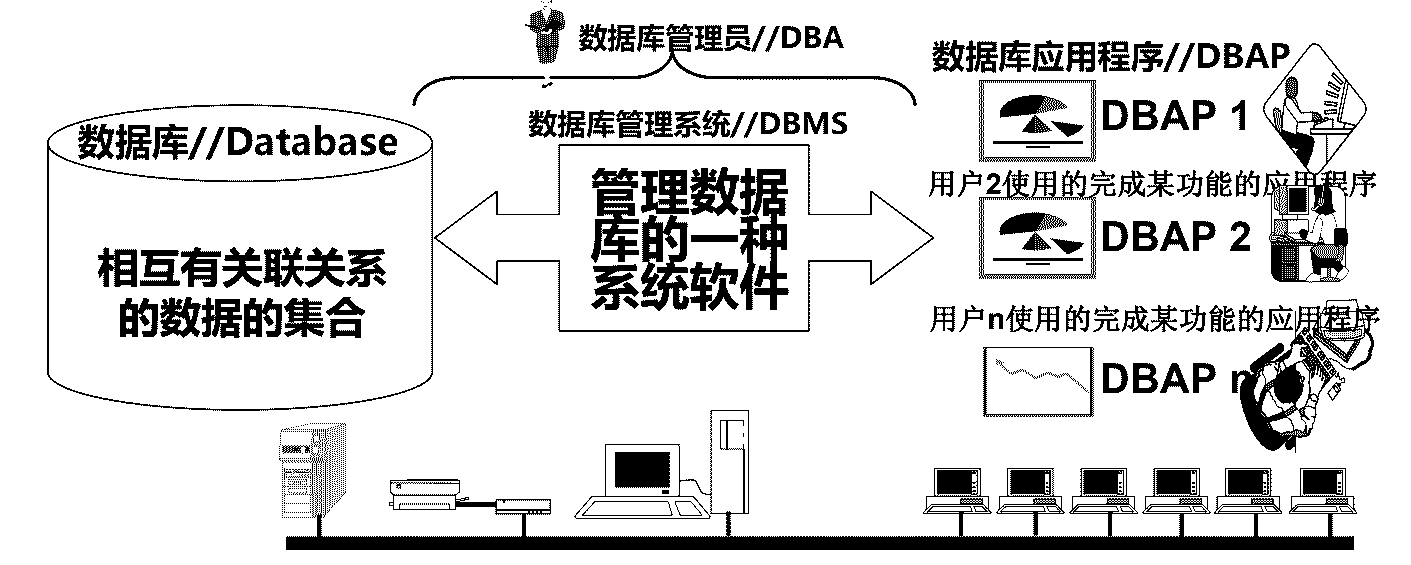 数据库管理员//DBA
数据库应用程序//DBAP
数据库//Database
数据库管理系统//DBMS
DBAP 1
管理数据
库的一种
系统软件
用户2使用的完成某功能的应用程序
DBAP 2
相互有关联关系
的数据的集合
用户n使用的完成某功能的应用程序
DBAP n